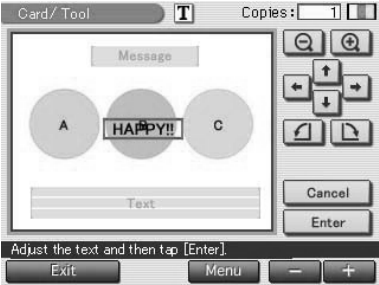 Card/ Tool T Copies: 1
Message
A B C
HAPPY!!
Text
Cancel
Enter
Adjust the text and then tap [Enter].
Exit Menu − +